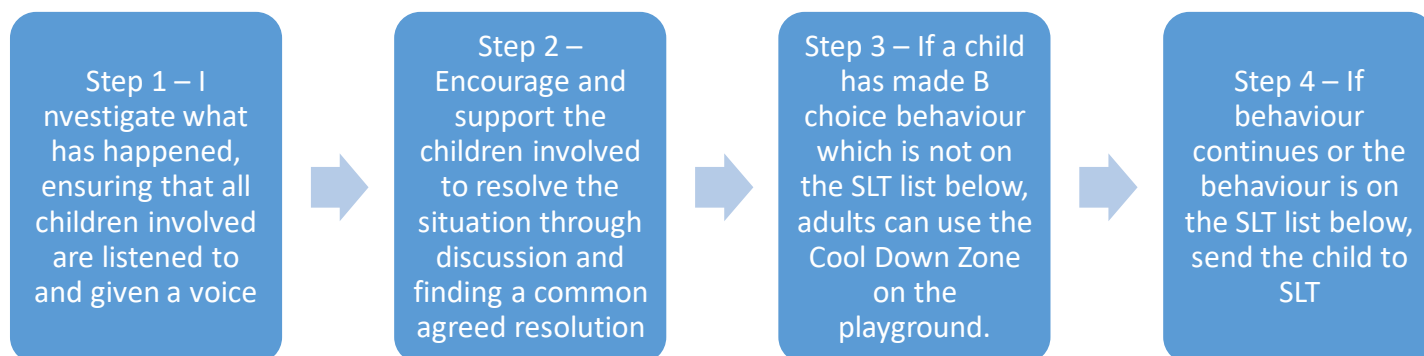 Step 1 – I
nvestigate what
has happened,
ensuring that all
children involved
are listened to
and given a voice
Step 2 –
Encourage and
support the
children involved
to resolve the
situation through
discussion and
finding a common
agreed resolution
Step 3 – If a child
has made B
choice behaviour
which is not on
the SLT list below,
adults can use the
Cool Down Zone
on the
playground.
Step 4 – If
behaviour
continues or the
behaviour is on
the SLT list below,
send the child to
SLT